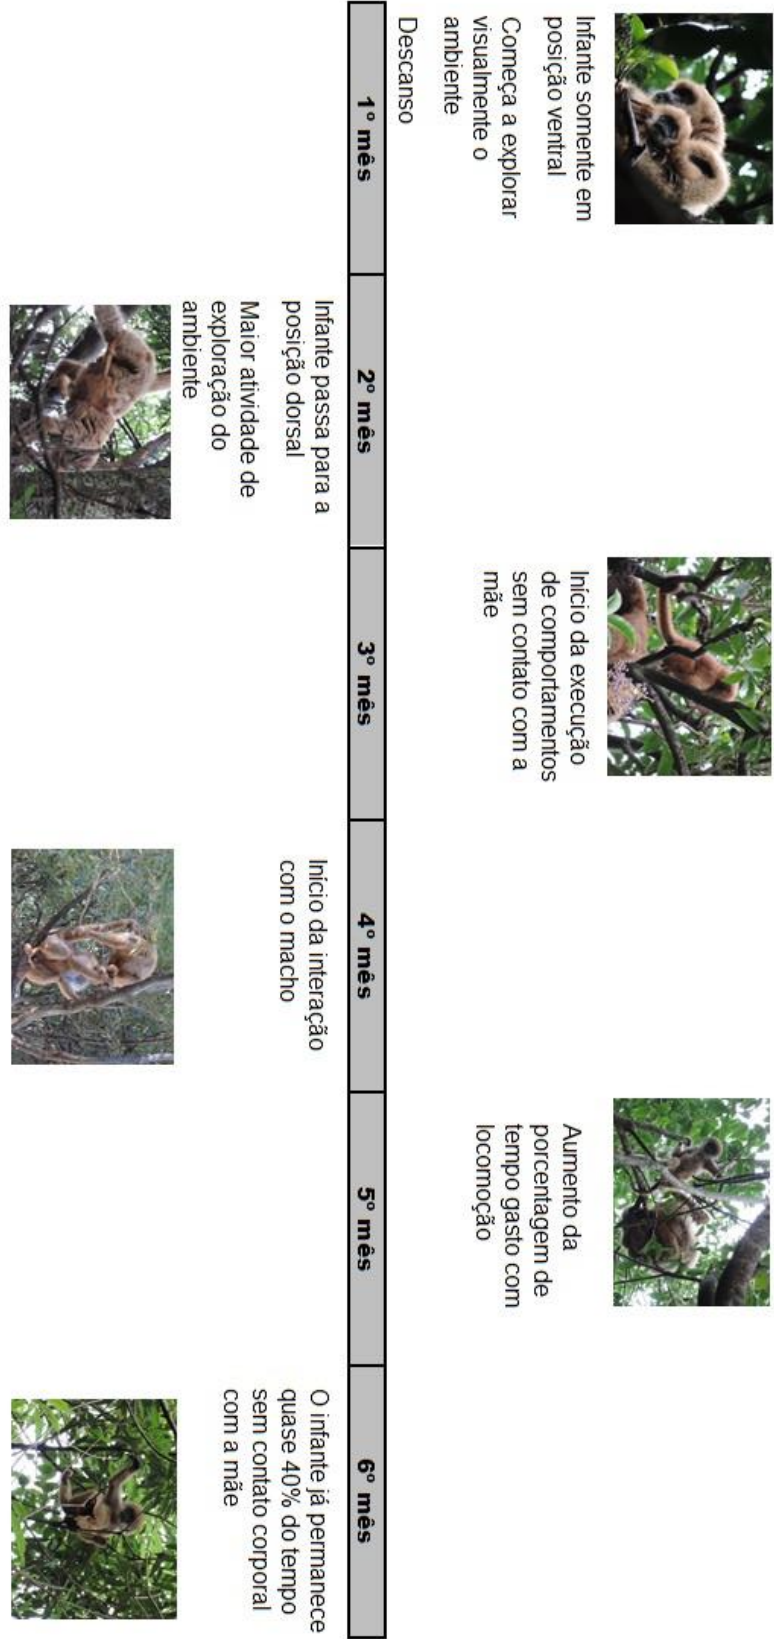 Infante somente em
posição ventral
Começa a explorar
visualmente o
ambiente
Descanso
Início da execução
de comportamentos
sem contato com a
mãe
Aumento da
porcentagem de
tempo gasto com
locomoção
1º mês
2º mês
3º mês
4º mês
5º mês
6º mês
Infante passa para a
posição dorsal
Maior atividade de
exploração do
ambiente
Início da interação
com o macho
O infante já permanece
quase 40% do tempo
sem contato corporal
com a mãe